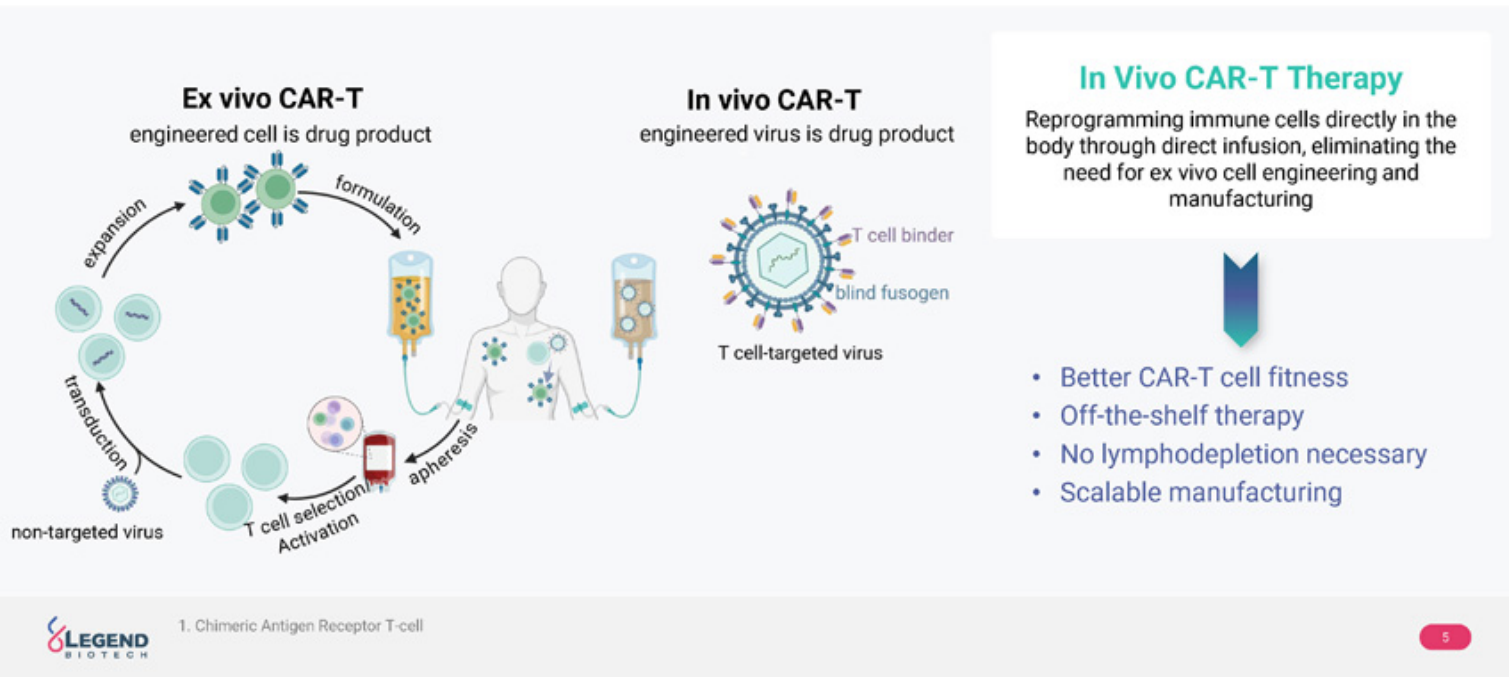 Ex vivo CAR-T
engineered cell is drug product
expansion
formulation
transduction
non-targeted virus
T cell selection/
Activation
apheresis
In vivo CAR-T
engineered virus is drug product
T cell binder
blind fusogen
T cell-targeted virus
In Vivo CAR-T Therapy
Reprogramming immune cells directly in the
body through direct infusion, eliminating the
need for ex vivo cell engineering and
manufacturing
• Better CAR-T cell fitness
• Off-the-shelf therapy
• No lymphodepletion necessary
• Scalable manufacturing
LEGEND
BIOTECH
1. Chimeric Antigen Receptor T-cell
5